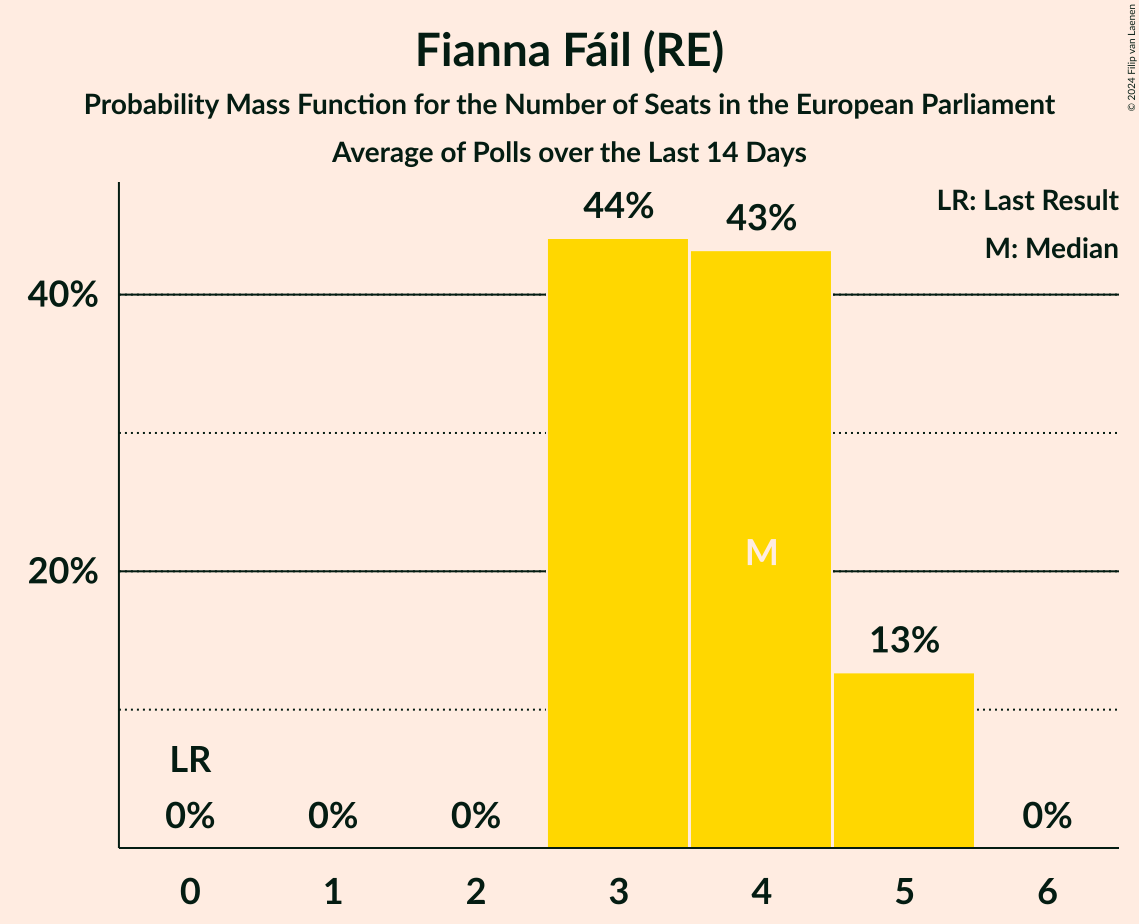 Fianna Fáil (RE)
Probability Mass Function for the Number of Seats in the European Parliament
Average of Polls over the Last 14 Days
© 2024 Filip van Laenen
LR: Last Result
M: Median
44%
43%
40%
M
20%
13%
LR
0%
0%
0%
0%
0
1
2
3
4
5
6